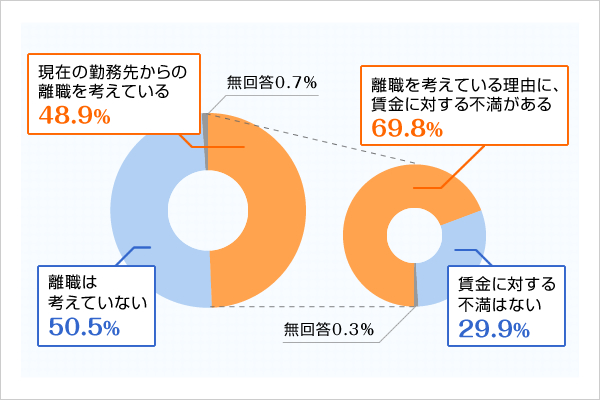 現在の勤務先からの
離職を考えている
48.9%
無回答0.7%
離職を考えている理由に、
賃金に対する不満がある
69.8%
離職は
考えていない
50.5%
無回答0.3%
賃金に対する
不満はない
29.9%